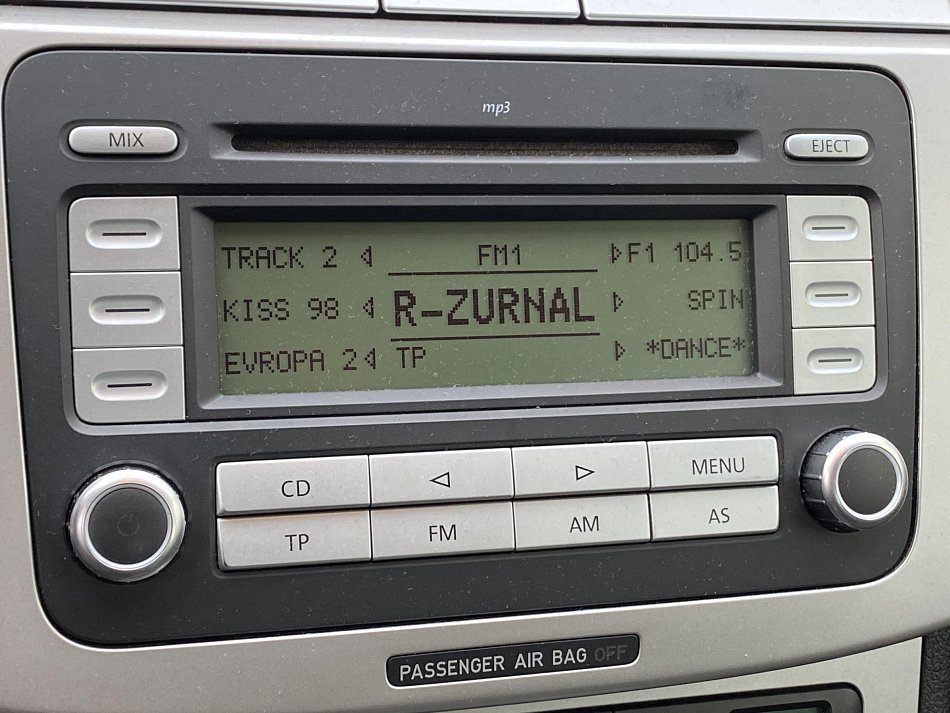 mp3
MIX
EJECT
TRACK 2 FM1 F1 104.5
KISS 98 R-ZURNAL SPIN
EVROPA 2 TP *DANCE*
CD MENU
TP FM AM AS
PASSENGER AIR BAG OFF